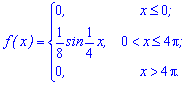 f(x) = { 0, x ≤ 0;
1/8 sin 1/4 x, 0 < x ≤ 4π;
0, x > 4π.